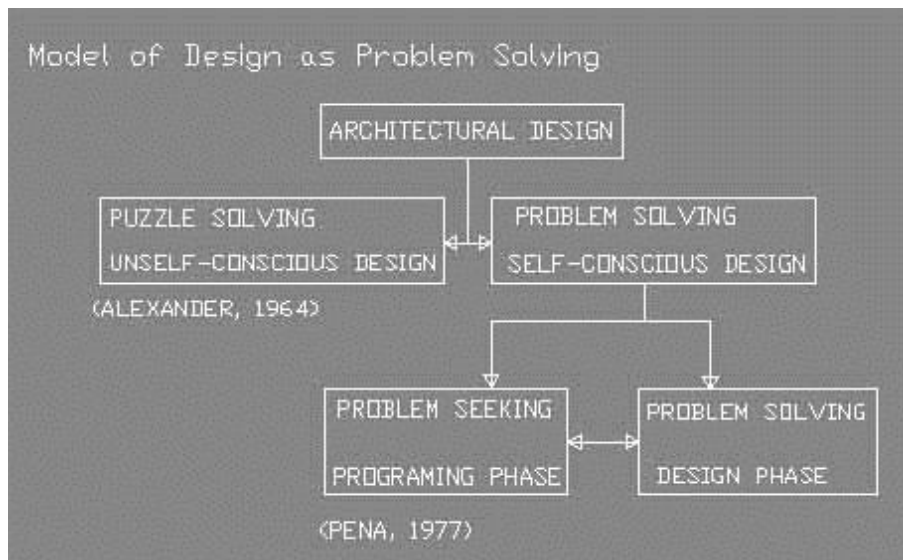 Model of Design as Problem Solving
ARCHITECTURAL DESIGN
PUZZLE SOLVING
UNSELF-CONSCIOUS DESIGN
(ALEXANDER, 1964)
PROBLEM SOLVING
SELF-CONSCIOUS DESIGN
PROBLEM SEEKING
PROGRAMING PHASE
(PENA, 1977)
PROBLEM SOLVING
DESIGN PHASE